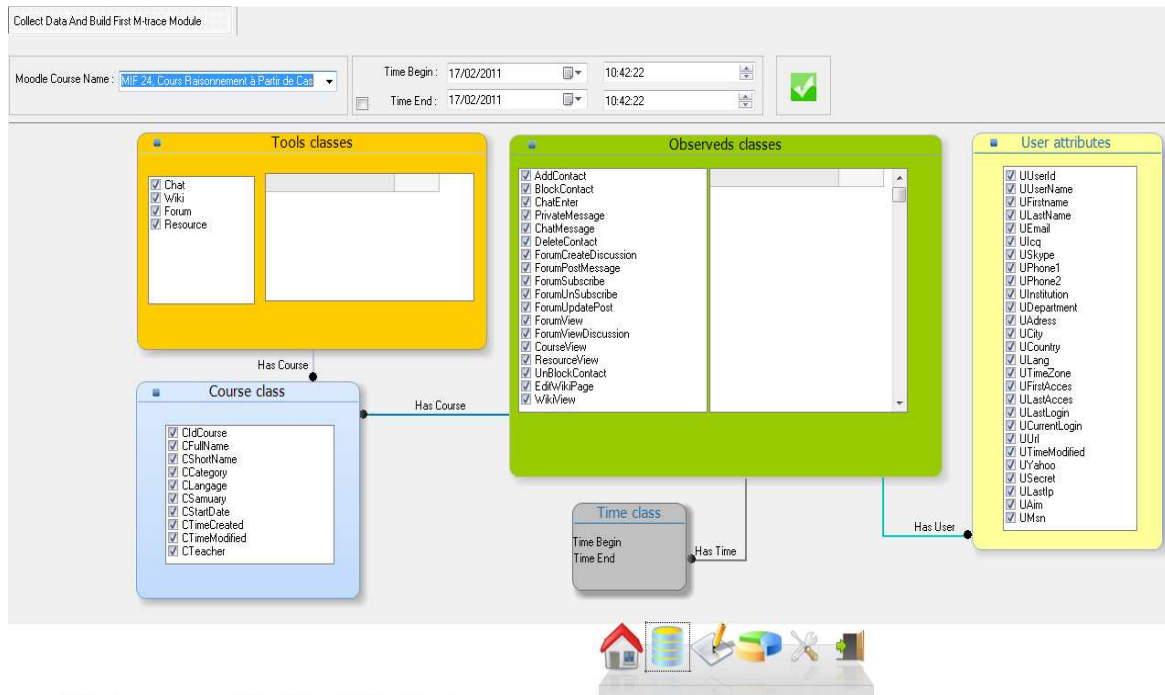 Collect Data And Build First M-trace Module
Moodle Course Name :
MIF 24, Cours Raisonnement à Partir de Cas
Time Begin :
17/02/2011
10:42:22
Time End :
17/02/2011
10:42:22
Tools classes
Chat
Wiki
Forum
Resource
Observeds classes
AddContact
BlockContact
ChatEnter
PrivateMessage
ChatMessage
DeleteContact
ForumCreateDiscussion
ForumPostMessage
ForumSubscribe
ForumUnSubscribe
ForumUpdatePost
ForumView
ForumViewDiscussion
CourseView
ResourceView
UnBlockContact
EditWikiPage
WikiView
User attributes
UUserId
UUserName
UFirstname
ULastName
UEmail
UIcq
USkype
UPhone1
UPhone2
UInstitution
UDepartment
UAdress
UCity
UCountry
ULang
UTimeZone
UFirstAcces
ULastAcces
ULastLogin
UCurrentLogin
UUrl
UTimeModified
UYahoo
USecret
ULastIp
UAim
UMsn
Has Course
Course class
CIdCourse
CFullName
CShortName
CCategory
CLangage
CSamuary
CStartDate
CTimeCreated
CTimeModified
CTeacher
Has Course
Time class
Time Begin
Time End
Has Time
Has User